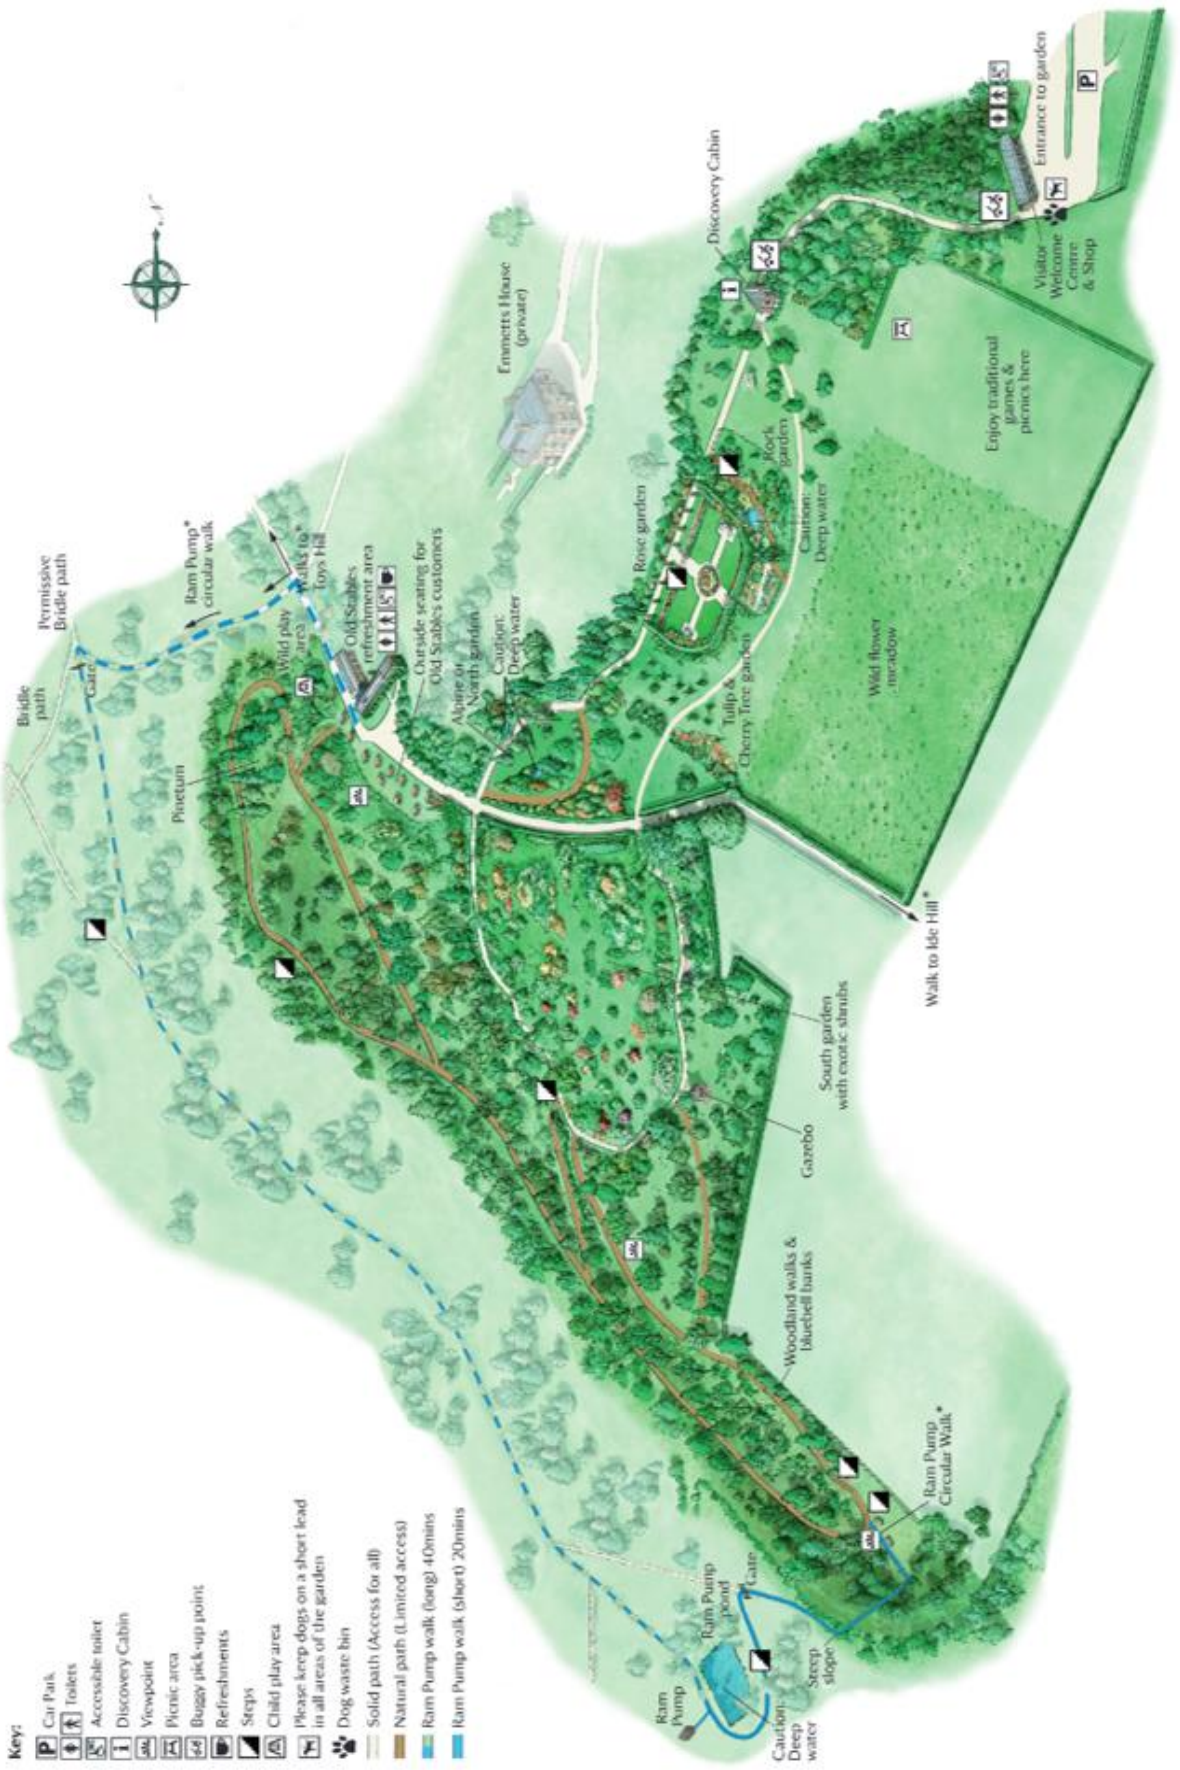 Key:
P Car Park
Toilets
Accessible toilet
i Discovery Cabin
Viewpoint
Picnic area
Buggy pick-up point
Refreshments
Steps
Child play area
Please keep dogs on a short lead
in all areas of the garden
Dog waste bin
Solid path (Access for all)
Natural path (Limited access)
Ram Pump walk (long) 40mins
Ram Pump walk (short) 20mins
N
Bridle
path
Permissive
Bridle path
Gate
Ram Pump*
circular walk
Walks to*
Toys Hill
Wild play
area
Old Stables
refreshment area
Outside seating for
Old Stables customers
Pinetum
Alpine or
North garden
Caution:
Deep water
Emmetts House
(private)
Rose garden
Rock
garden
Caution:
Deep water
Tulip &
Cherry Tree garden
Discovery Cabin
i
Visitor
Welcome
Centre
& Shop
Entrance to garden
P
Enjoy traditional
games &
picnics here
Wild flower
meadow
Walk to Ide Hill*
South garden
with exotic shrubs
Gazebo
Woodland walks &
bluebell banks
Ram Pump
Circular Walk*
Ram
Pump
Ram Pump
pond
Gate
Steep
slope
Caution:
Deep
water